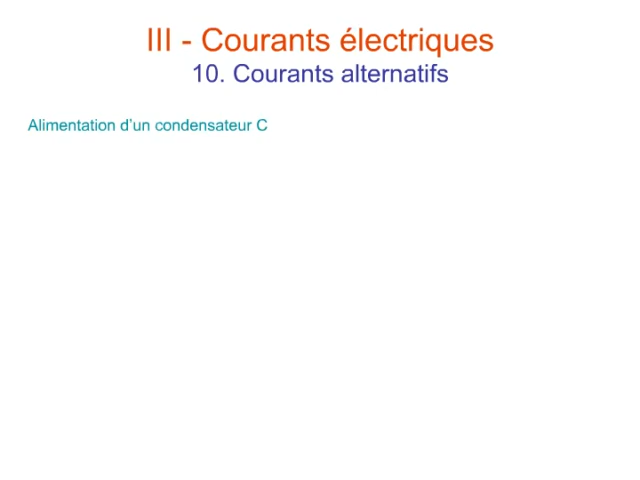 III - Courants électriques
10. Courants alternatifs
Alimentation d’un condensateur C